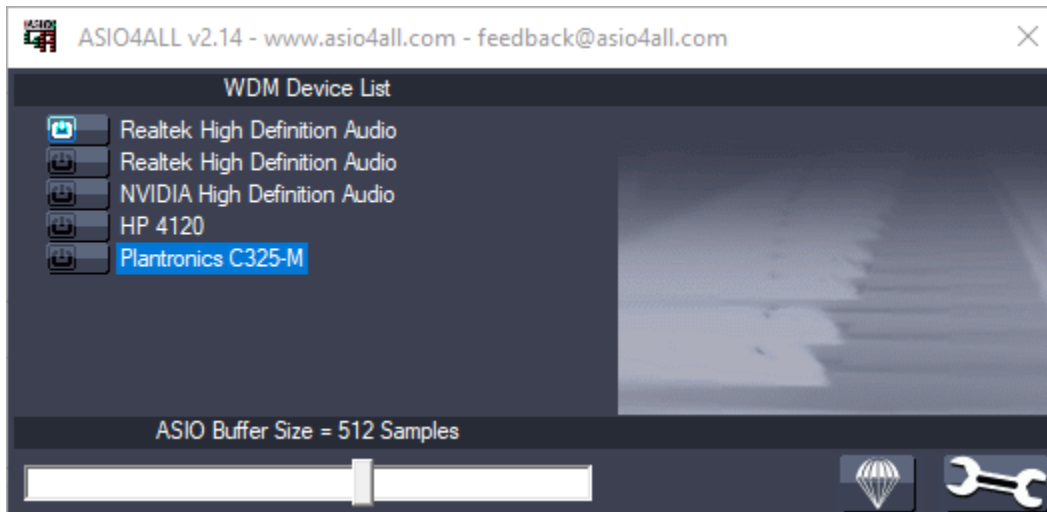 ASIO4ALL v2.14 - www.asio4all.com - feedback@asio4all.com
WDM Device List
Realtek High Definition Audio
Realtek High Definition Audio
NVIDIA High Definition Audio
HP 4120
Plantronics C325-M
ASIO Buffer Size = 512 Samples